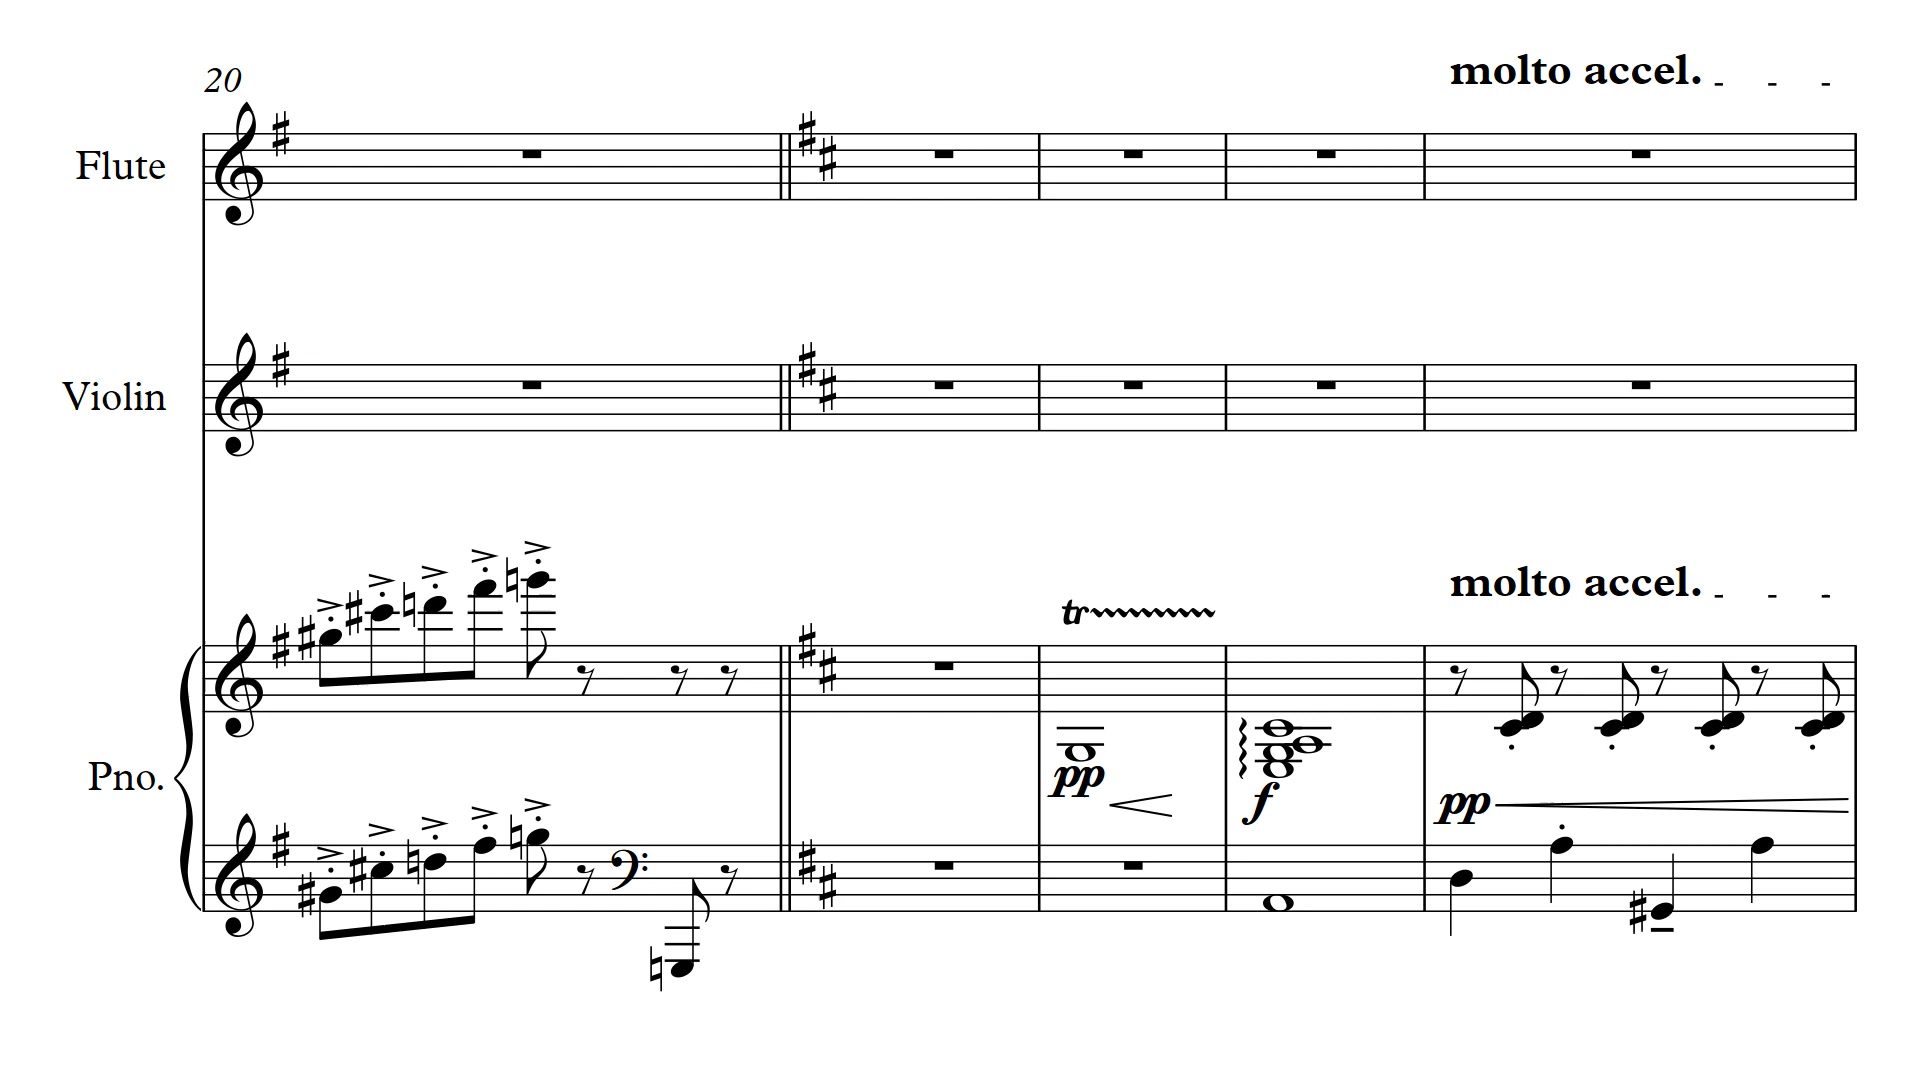 molto accel.
20
Flute
Violin
molto accel.
tr
Pno.
pp
f
pp